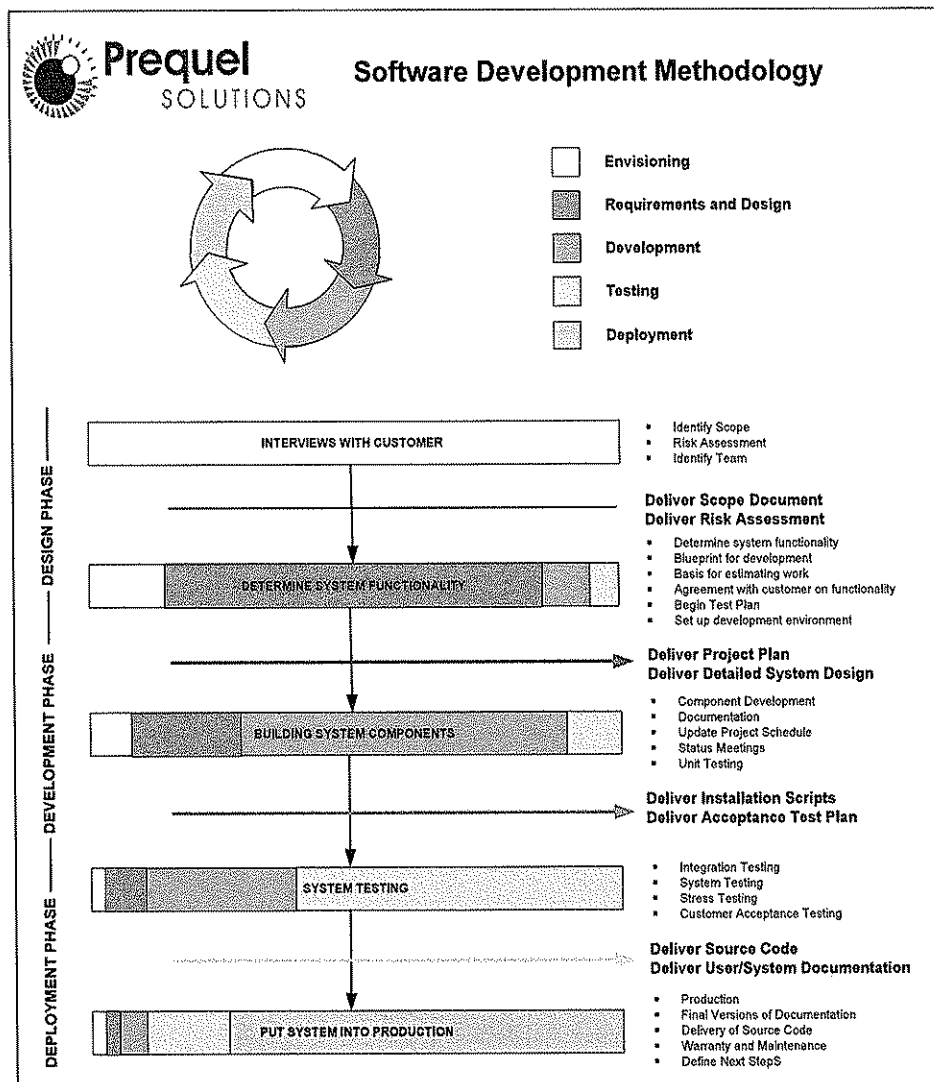 Prequel
SOLUTIONS
Software Development Methodology
Envisioning
Requirements and Design
Development
Testing
Deployment
DESIGN PHASE
DEVELOPMENT PHASE
DEPLOYMENT PHASE
INTERVIEWS WITH CUSTOMER
Identify Scope
Risk Assessment
Identify Team
Deliver Scope Document
Deliver Risk Assessment
DETERMINE SYSTEM FUNCTIONALITY
Determine system functionality
Blueprint for development
Basis for estimating work
Agreement with customer on functionality
Begin Test Plan
Set up development environment
Deliver Project Plan
Deliver Detailed System Design
BUILDING SYSTEM COMPONENTS
Component Development
Documentation
Update Project Schedule
Status Meetings
Unit Testing
Deliver Installation Scripts
Deliver Acceptance Test Plan
SYSTEM TESTING
Integration Testing
System Testing
Stress Testing
Customer Acceptance Testing
Deliver Source Code
Deliver User/System Documentation
PUT SYSTEM INTO PRODUCTION
Production
Final Versions of Documentation
Delivery of Source Code
Warranty and Maintenance
Define Next StepS